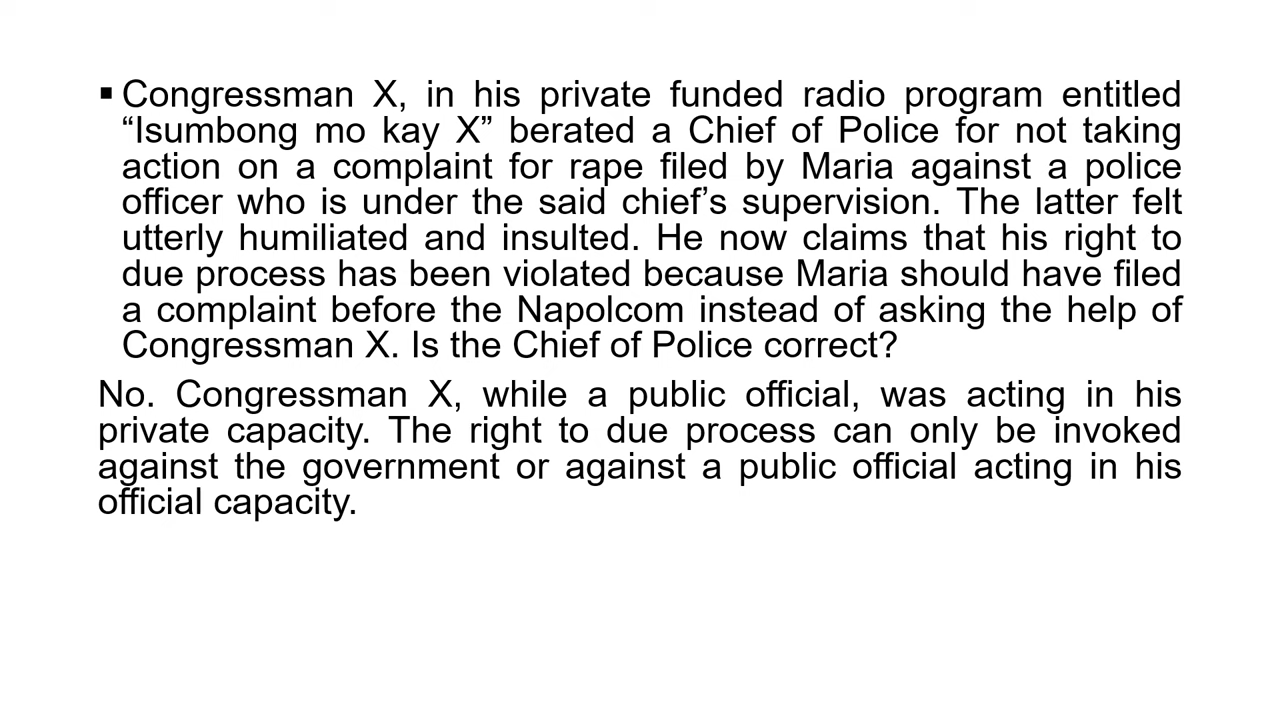 ▪ Congressman X, in his private funded radio program entitled
“Isumbong mo kay X” berated a Chief of Police for not taking
action on a complaint for rape filed by Maria against a police
officer who is under the said chief’s supervision. The latter felt
utterly humiliated and insulted. He now claims that his right to
due process has been violated because Maria should have filed
a complaint before the Napolcom instead of asking the help of
Congressman X. Is the Chief of Police correct?
No. Congressman X, while a public official, was acting in his
private capacity. The right to due process can only be invoked
against the government or against a public official acting in his
official capacity.